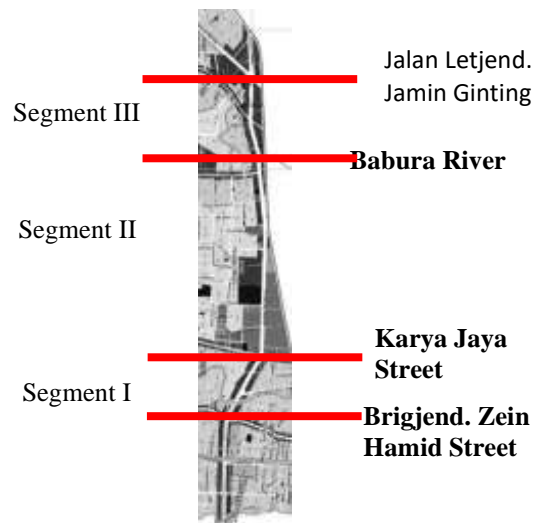 Jalan Letjend.
Jamin Ginting
Segment III
Babura River
Segment II
Karya Jaya
Street
Segment I
Brigjend. Zein
Hamid Street